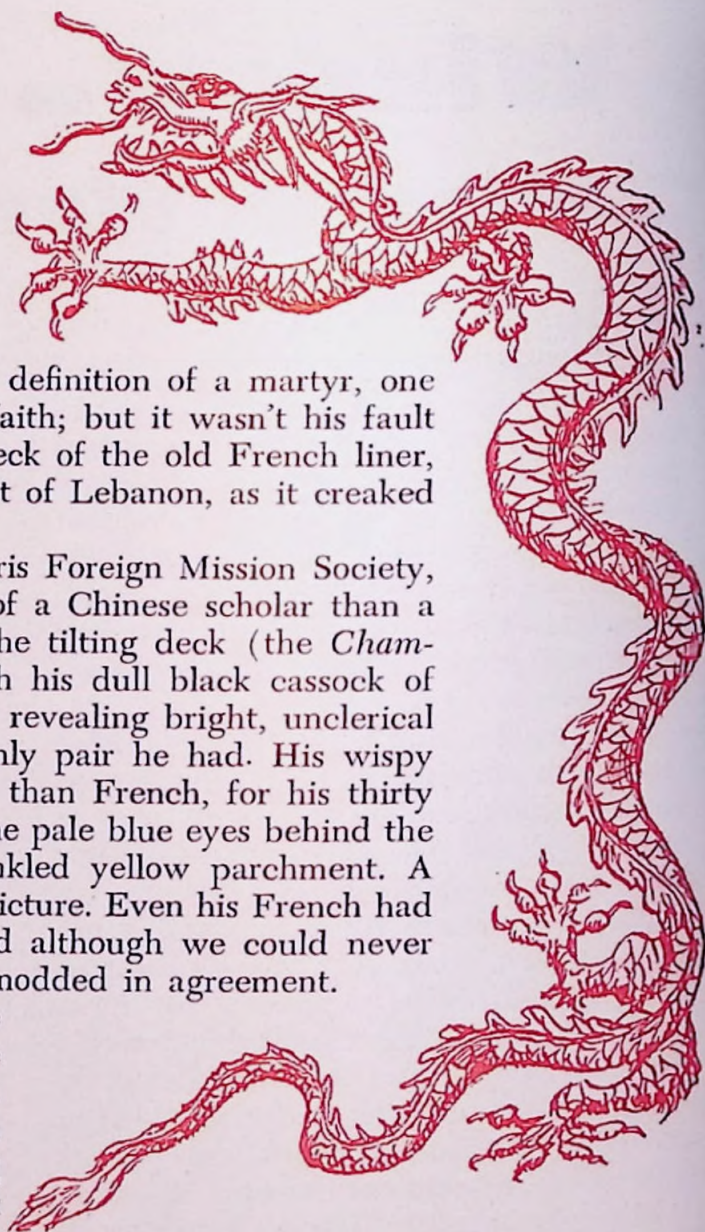 definition of a martyr, one
aith; but it wasn't his fault
eck of the old French liner,
t of Lebanon, as it creaked
ris Foreign Mission Society,
of a Chinese scholar than a
he tilting deck (the Cham-
h his dull black cassock of
revealing bright, unclerical
nly pair he had. His wispy
than French, for his thirty
e pale blue eyes behind the
nkled yellow parchment. A
icture. Even his French had
d although we could never
nodded in agreement.